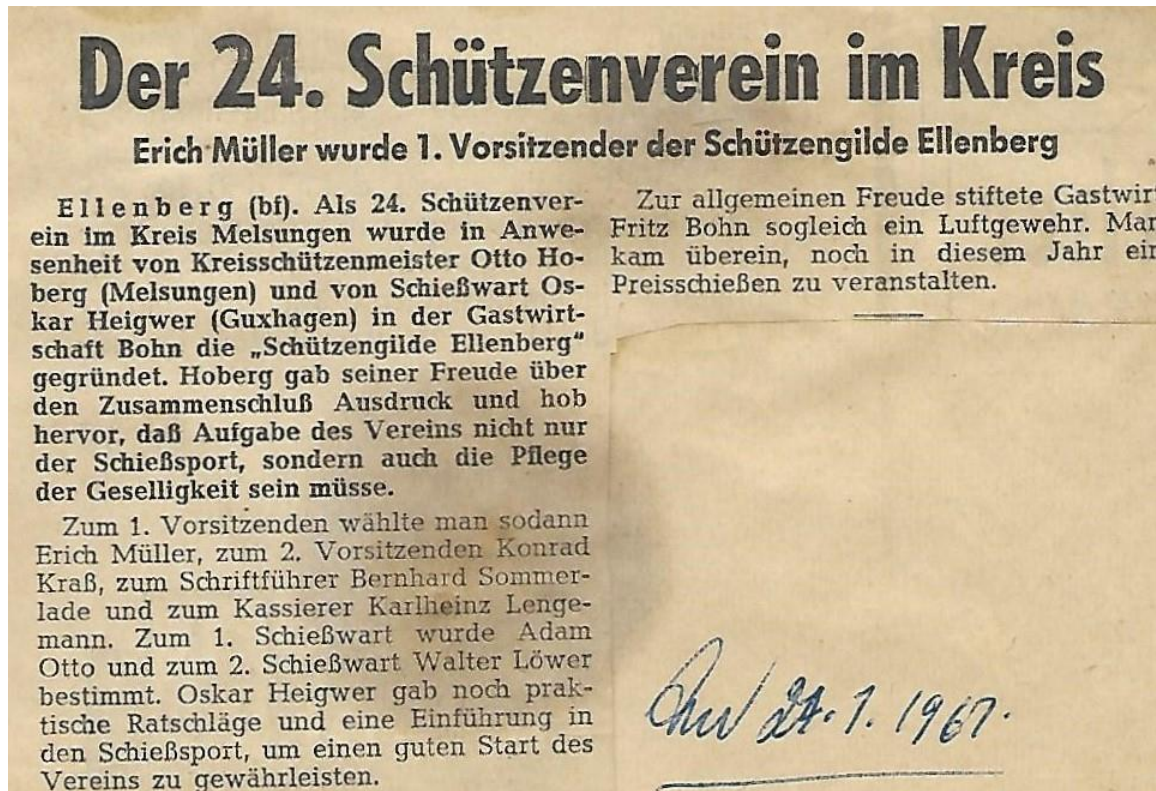 Der 24. Schützenverein im Kreis
Erich Müller wurde 1. Vorsitzender der Schützengilde Ellenberg
Ellenberg (bf). Als 24. Schützenver-
ein im Kreis Melsungen wurde in Anwe-
senheit von Kreisschützenmeister Otto Ho-
berg (Melsungen) und von Schießwart Os-
kar Heigwer (Guxhagen) in der Gastwirt-
schaft Bohn die „Schützengilde Ellenberg“
gegründet. Hoberg gab seiner Freude über
den Zusammenschluß Ausdruck und hob
hervor, daß Aufgabe des Vereins nicht nur
der Schießsport, sondern auch die Pflege
der Geselligkeit sein müsse.
Zum 1. Vorsitzenden wählte man sodann
Erich Müller, zum 2. Vorsitzenden Konrad
Kraß, zum Schriftführer Bernhard Sommer-
lade und zum Kassierer Karlheinz Lenge-
mann. Zum 1. Schießwart wurde Adam
Otto und zum 2. Schießwart Walter Löwer
bestimmt. Oskar Heigwer gab noch prak-
tische Ratschläge und eine Einführung in
den Schießsport, um einen guten Start des
Vereins zu gewährleisten.
Zur allgemeinen Freude stiftete Gastwirt
Fritz Bohn sogleich ein Luftgewehr. Man
kam überein, noch in diesem Jahr ein
Preisschießen zu veranstalten.
1. 1967.